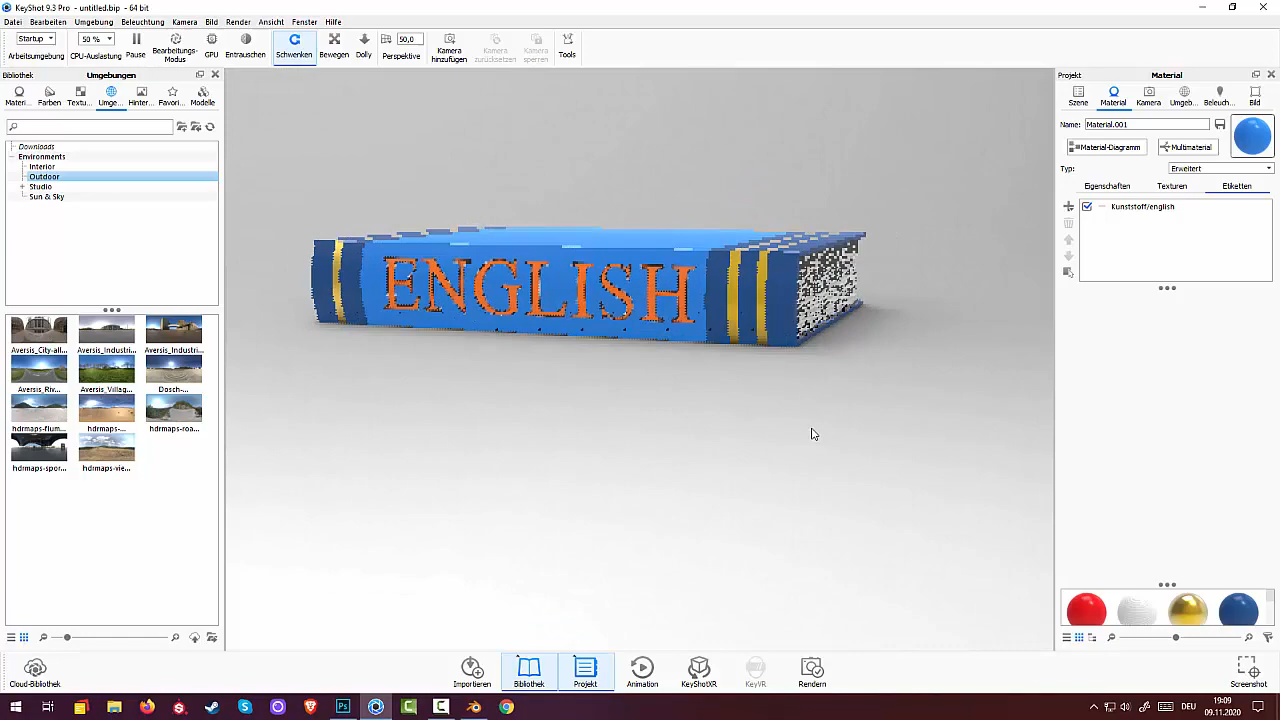 KeyShot 9.3 Pro - untitled.bip - 64 bit
Datei Bearbeiten Umgebung Beleuchtung Kamera Bild Render Ansicht Fenster Hilfe
Startup 50 % 50,0
Arbeitsumgebung CPU-Auslastung Pause Bearbeitungs-Modus GPU Entrauschen Schwenken Bewegen Dolly Perspektive Kamera hinzufügen Kamera zurücksetzen Kamera sperren Tools
Bibliothek Umgebungen
Materi... Farben Textu... Umge... Hinter... Favori... Modelle
Downloads
Environments
Interior
Outdoor
Studio
Sun & Sky
Aversis_City-all... Aversis_Industri... Aversis_Industri...
Aversis_Riv... Aversis_Villag... Dosch-...
hdrmaps-flum... hdrmaps-... hdrmaps-roa...
hdrmaps-spor... hdrmaps-vie...
ENGLISH
Projekt Material
Szene Material Kamera Umgeb... Beleuch... Bild
Name: Material.001
Material-Diagramm Multimaterial
Typ: Erweitert
Eigenschaften Texturen Etiketten
Kunststoff/english
Cloud-Bibliothek Importieren Bibliothek Projekt Animation KeyShotXR KeyVR Rendern Screenshot
DEU 19:09
09.11.2020